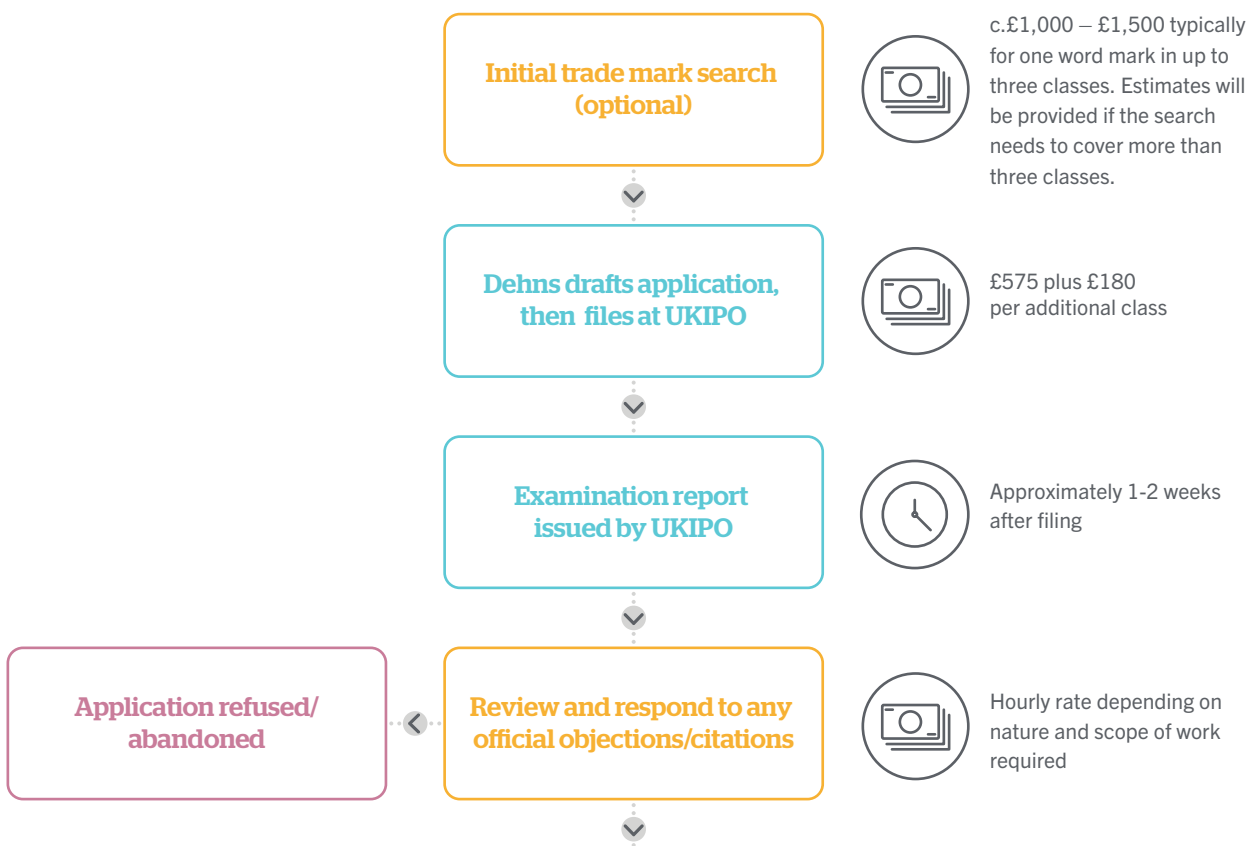 Initial trade mark search
(optional)
c.£1,000 – £1,500 typically
for one word mark in up to
three classes. Estimates will
be provided if the search
needs to cover more than
three classes.
Dehns drafts application,
then files at UKIPO
£575 plus £180
per additional class
Examination report
issued by UKIPO
Approximately 1-2 weeks
after filing
Application refused/
abandoned
Review and respond to any
official objections/citations
Hourly rate depending on
nature and scope of work
required